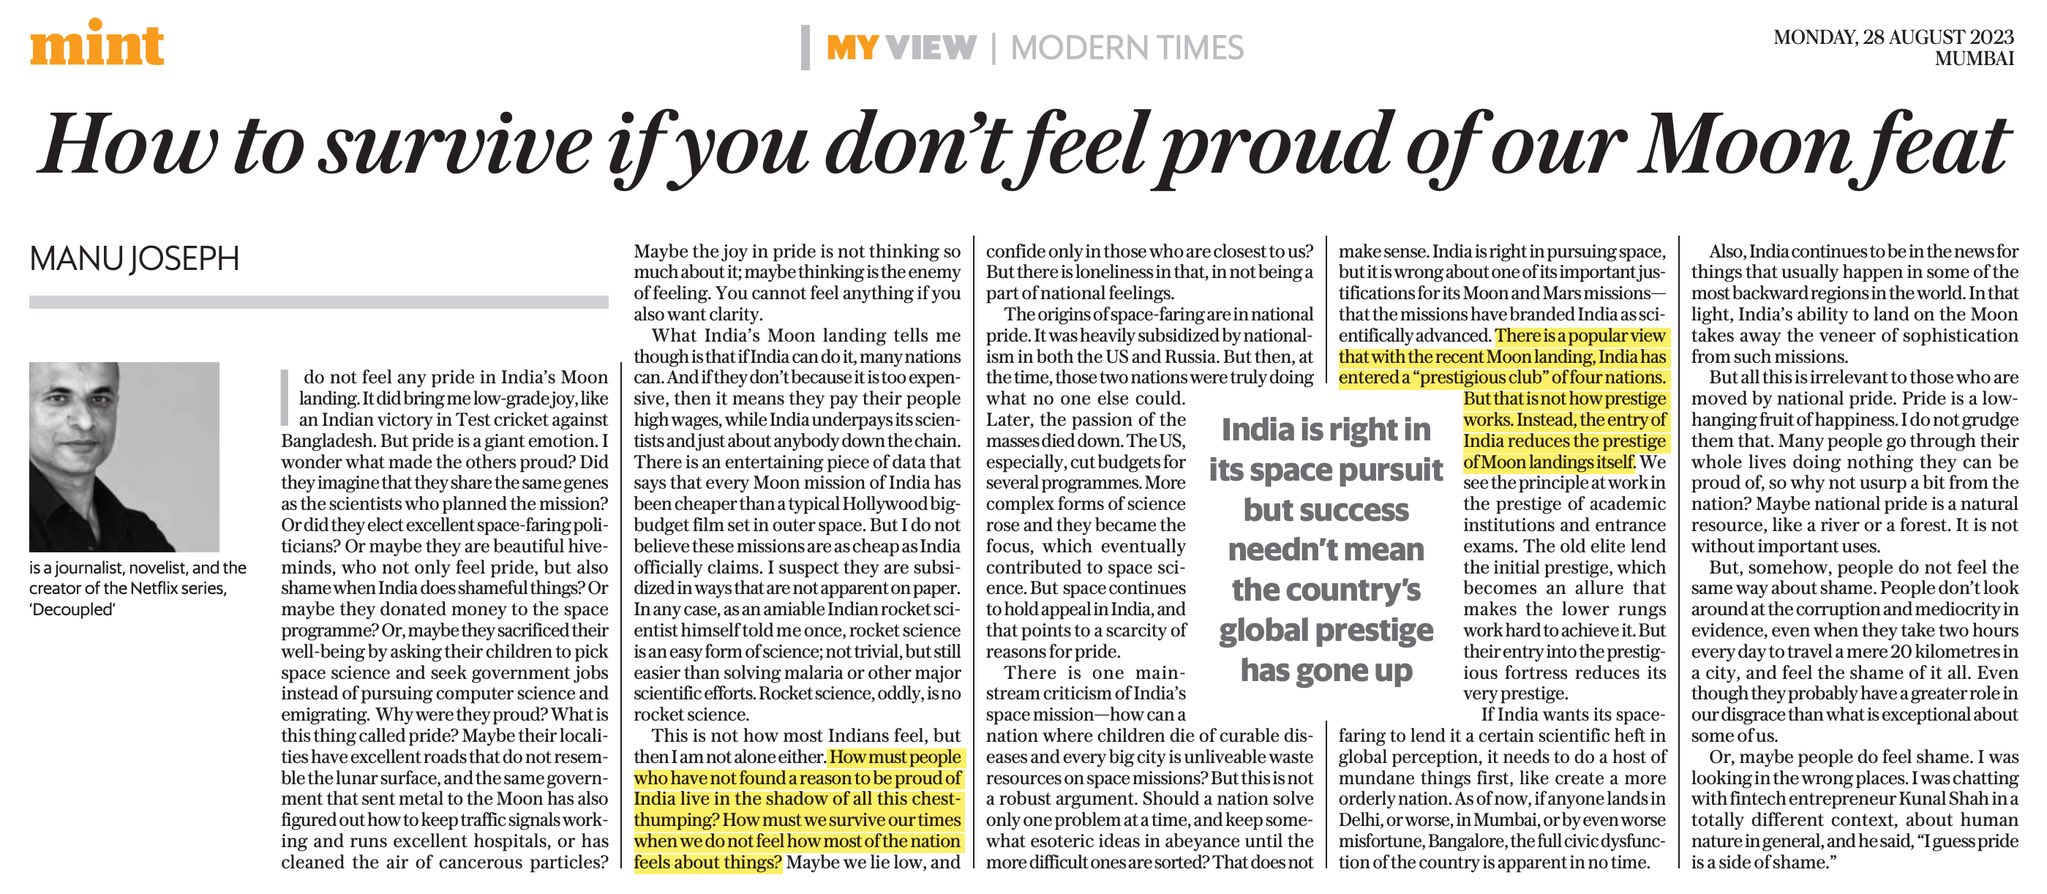 mint
MY VIEW | MODERN TIMES
MONDAY, 28 AUGUST 2023
MUMBAI
How to survive if you don't feel proud of our Moon feat
MANU JOSEPH
is a journalist, novelist, and the
creator of the Netflix series,
'Decoupled'
I do not feel any pride in India's Moon
landing. It did bring me low-grade joy, like
an Indian victory in Test cricket against
Bangladesh. But pride is a giant emotion. I
wonder what made the others proud? Did
they imagine that they share the same genes
as the scientists who planned the mission?
Or did they elect excellent space-faring poli-
ticians? Or maybe they are beautiful hive-
minds, who not only feel pride, but also
shame when India does shameful things? Or
maybe they donated money to the space
programme? Or, maybe they sacrificed their
well-being by asking their children to pick
space science and seek government jobs
instead of pursuing computer science and
emigrating. Why were they proud? What is
this thing called pride? Maybe their locali-
ties have excellent roads that do not resem-
ble the lunar surface, and the same govern-
ment that sent metal to the Moon has also
figured out how to keep traffic signals work-
ing and runs excellent hospitals, or has
cleaned the air of cancerous particles?
Maybe the joy in pride is not thinking so
much about it; maybe thinking is the enemy
of feeling. You cannot feel anything if you
also want clarity.
What India's Moon landing tells me
though is that if India can do it, many nations
can. And if they don't because it is too expen-
sive, then it means they pay their people
high wages, while India underpays its scien-
tists and just about anybody down the chain.
There is an entertaining piece of data that
says that every Moon mission of India has
been cheaper than a typical Hollywood big-
budget film set in outer space. But I do not
believe these missions are as cheap as India
officially claims. I suspect they are subsi-
dized in ways that are not apparent on paper.
In any case, as an amiable Indian rocket sci-
entist himself told me once, rocket science
is an easy form of science; not trivial, but still
easier than solving malaria or other major
scientific efforts. Rocket science, oddly, is no
rocket science.
This is not how most Indians feel, but
then I am not alone either. How must people
who have not found a reason to be proud of
India live in the shadow of all this chest-
thumping? How must we survive our times
when we do not feel how most of the nation
feels about things? Maybe we lie low, and
confide only in those who are closest to us?
But there is loneliness in that, in not being a
part of national feelings.
The origins of space-faring are in national
pride. It was heavily subsidized by national-
ism in both the US and Russia. But then, at
the time, those two nations were truly doing
what no one else could.
Later, the passion of the
masses died down. The US,
especially, cut budgets for
several programmes. More
complex forms of science
rose and they became the
focus, which eventually
contributed to space sci-
ence. But space continues
to hold appeal in India, and
that points to a scarcity of
reasons for pride.
There is one main-
stream criticism of India's
space mission—how can a
nation where children die of curable dis-
eases and every big city is unliveable waste
resources on space missions? But this is not
a robust argument. Should a nation solve
only one problem at a time, and keep some-
what esoteric ideas in abeyance until the
more difficult ones are sorted? That does not
India is right in
its space pursuit
but success
needn't mean
the country's
global prestige
has gone up
make sense. India is right in pursuing space,
but it is wrong about one of its important jus-
tifications for its Moon and Mars missions—
that the missions have branded India as sci-
entifically advanced. There is a popular view
that with the recent Moon landing, India has
entered a "prestigious club" of four nations.
But that is not how prestige
works. Instead, the entry of
India reduces the prestige
of Moon landings itself. We
see the principle at work in
the prestige of academic
institutions and entrance
exams. The old elite lend
the initial prestige, which
becomes an allure that
makes the lower rungs
work hard to achieve it. But
their entry into the prestig-
ious fortress reduces its
very prestige.
If India wants its space-
faring to lend it a certain scientific heft in
global perception, it needs to do a host of
mundane things first, like create a more
orderly nation. As of now, if anyone lands in
Delhi, or worse, in Mumbai, or by even worse
misfortune, Bangalore, the full civic dysfunc-
tion of the country is apparent in no time.
Also, India continues to be in the news for
things that usually happen in some of the
most backward regions in the world. In that
light, India's ability to land on the Moon
takes away the veneer of sophistication
from such missions.
But all this is irrelevant to those who are
moved by national pride. Pride is a low-
hanging fruit of happiness. I do not grudge
them that. Many people go through their
whole lives doing nothing they can be
proud of, so why not usurp a bit from the
nation? Maybe national pride is a natural
resource, like a river or a forest. It is not
without important uses.
But, somehow, people do not feel the
same way about shame. People don't look
around at the corruption and mediocrity in
evidence, even when they take two hours
every day to travel a mere 20 kilometres in
a city, and feel the shame of it all. Even
though they probably have a greater role in
our disgrace than what is exceptional about
some of us.
Or, maybe people do feel shame. I was
looking in the wrong places. I was chatting
with fintech entrepreneur Kunal Shah in a
totally different context, about human
nature in general, and he said, "I guess pride
is a side of shame."